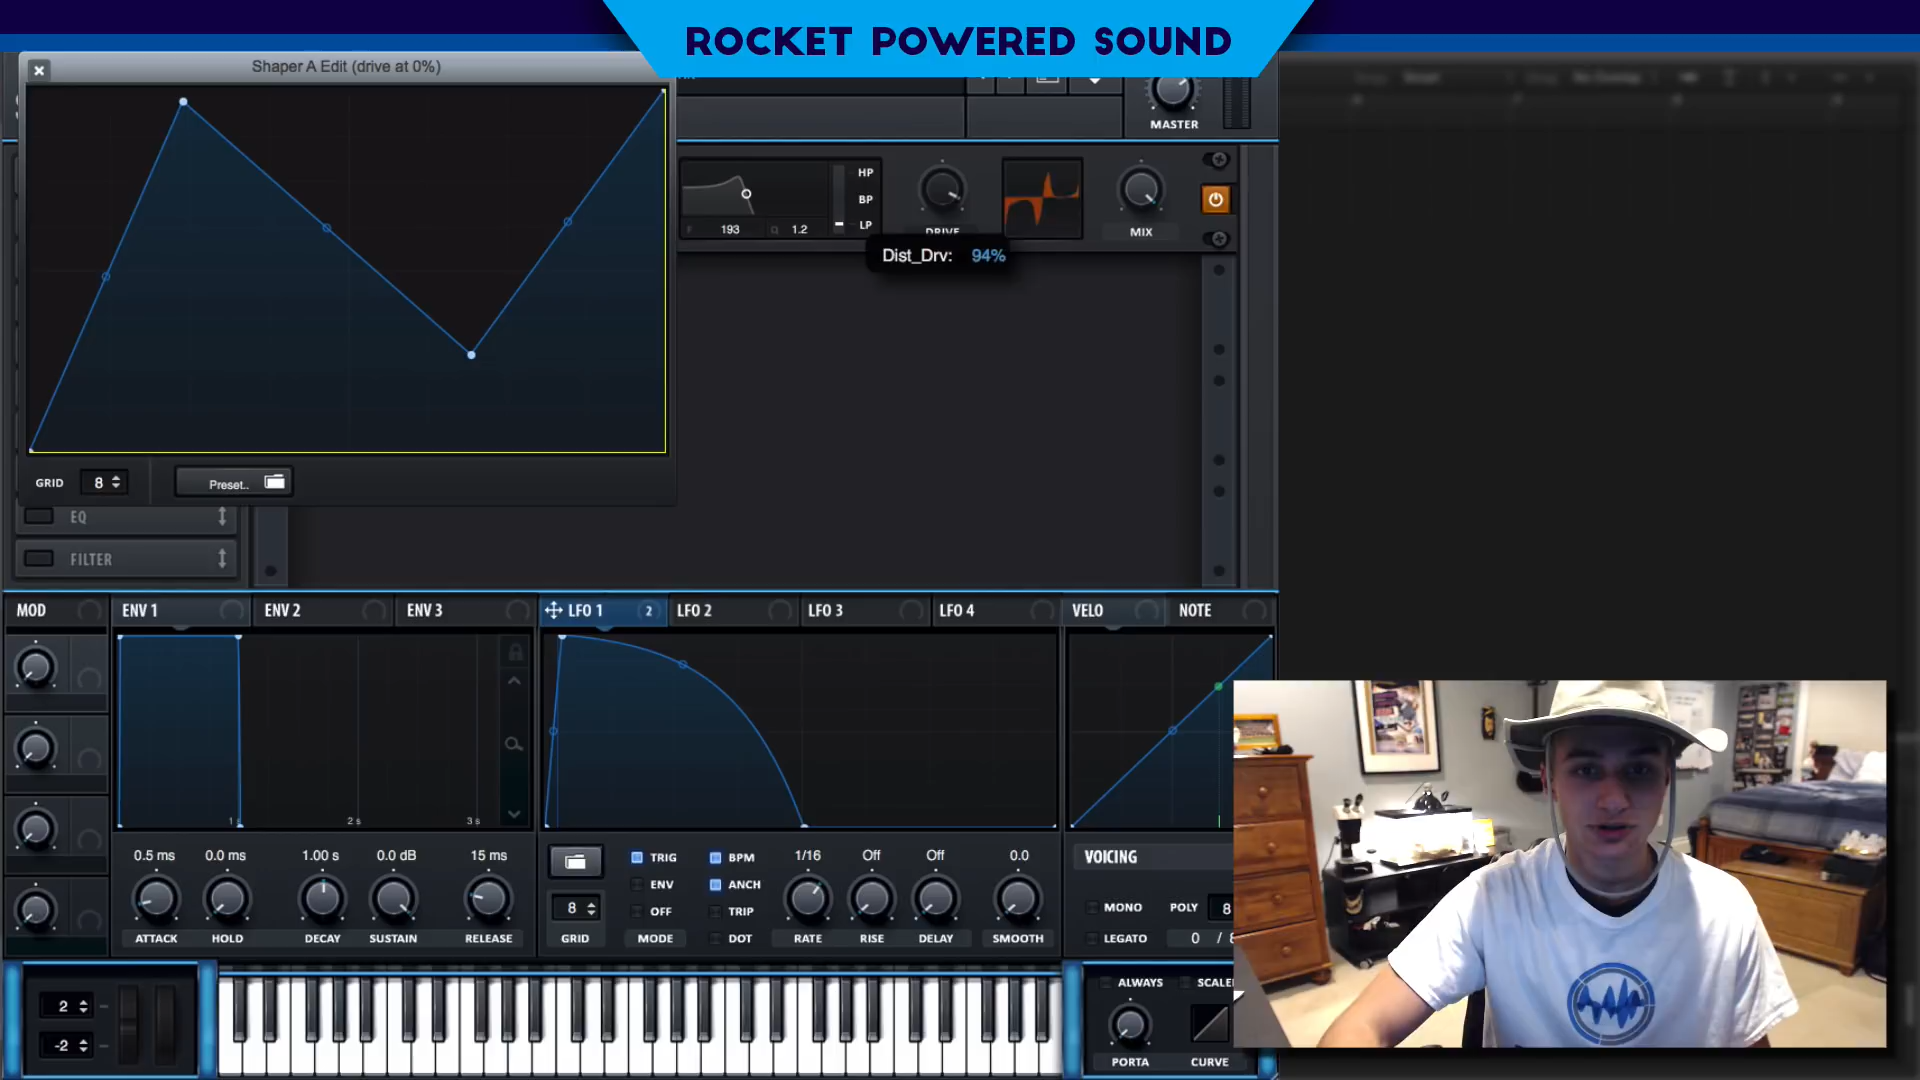 ROCKET POWERED SOUND
Shaper A Edit (drive at 0%)
MASTER
HP
BP
LP
F 193 Q 1.2
DRIVE
MIX
Dist_Drv: 94%
GRID 8 Preset..
EQ
FILTER
MOD ENV 1 ENV 2 ENV 3 LFO 1 2 LFO 2 LFO 3 LFO 4 VELO NOTE
1 s 2 s 3 s
0.5 ms 0.0 ms 1.00 s 0.0 dB 15 ms
ATTACK HOLD DECAY SUSTAIN RELEASE
TRIG BPM 1/16 Off Off 0.0
ENV ANCH
8 OFF TRIP
GRID MODE DOT RATE RISE DELAY SMOOTH
VOICING
MONO POLY 8
LEGATO 0 /
2
-2
ALWAYS SCALE
PORTA CURVE